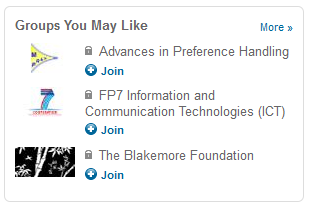 Groups You May Like
More »
Advances in Preference Handling
Join
7
FP7 Information and
Communication Technologies (ICT)
Join
The Blakemore Foundation
Join